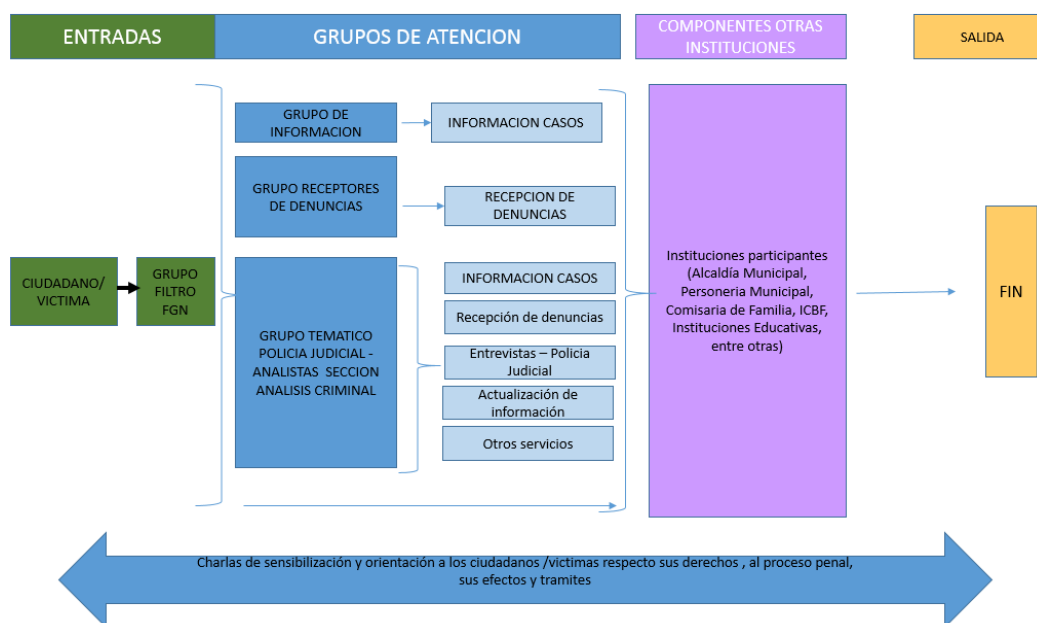 ENTRADAS
GRUPOS DE ATENCION
COMPONENTES OTRAS
INSTITUCIONES
SALIDA
CIUDADANO/
VICTIMA
GRUPO
FILTRO
FGN
GRUPO DE
INFORMACION
INFORMACION CASOS
GRUPO RECEPTORES
DE DENUNCIAS
RECEPCION DE
DENUNCIAS
GRUPO TEMATICO
POLICIA JUDICIAL -
ANALISTAS SECCION
ANALISIS CRIMINAL
INFORMACION CASOS
Recepción de denuncias
Entrevistas – Policia
Judicial
Actualización de
información
Otros servicios
Instituciones participantes
(Alcaldía Municipal,
Personeria Municipal,
Comisaria de Familia, ICBF,
Instituciones Educativas,
entre otras)
FIN
Charlas de sensibilización y orientación a los ciudadanos /victimas respecto sus derechos , al proceso penal,
sus efectos y tramites